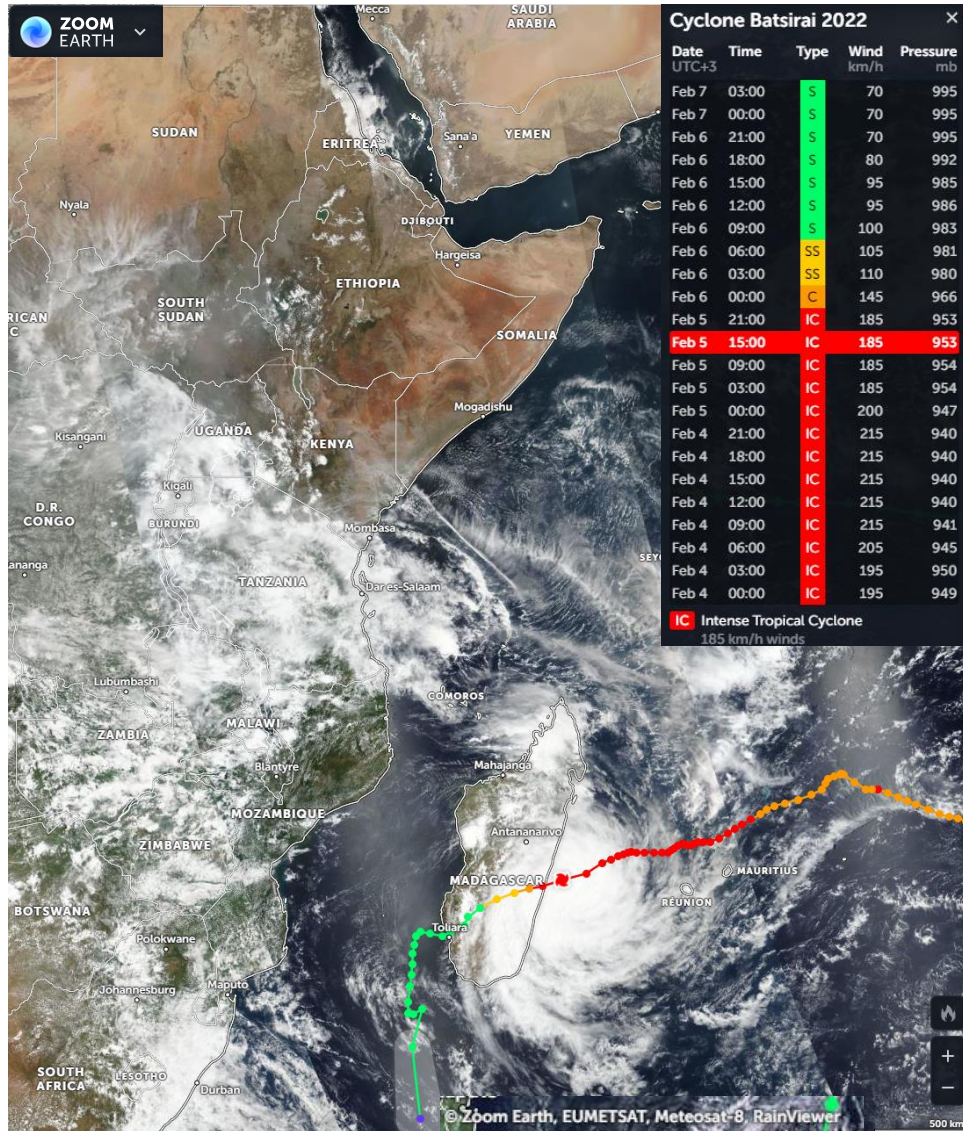 ZOOM
EARTH
Mecca
SAUDI
ARABIA
Cyclone Batsirai 2022 ×
Date Time Type Wind Pressure
UTC+3 km/h mb
Feb 7 03:00 S 70 995
Feb 7 00:00 S 70 995
Feb 6 21:00 S 70 995
Feb 6 18:00 S 80 992
Feb 6 15:00 S 95 985
Feb 6 12:00 S 95 986
Feb 6 09:00 S 100 983
Feb 6 06:00 SS 105 981
Feb 6 03:00 SS 110 980
Feb 6 00:00 C 145 966
Feb 5 21:00 IC 185 953
Feb 5 15:00 IC 185 953
Feb 5 09:00 IC 185 954
Feb 5 03:00 IC 185 954
Feb 5 00:00 IC 200 947
Feb 4 21:00 IC 215 940
Feb 4 18:00 IC 215 940
Feb 4 15:00 IC 215 940
Feb 4 12:00 IC 215 940
Feb 4 09:00 IC 215 941
Feb 4 06:00 IC 205 945
Feb 4 03:00 IC 195 950
Feb 4 00:00 IC 195 949
IC Intense Tropical Cyclone
185 km/h winds
SUDAN
ERITREA
Sana'a
YEMEN
Nyala
DJIBOUTI
Hargeisa
ETHIOPIA
SOUTH
SUDAN
RICAN
C
SOMALIA
Mogadishu
UGANDA
KENYA
Kisangani
Kigali
D.R.
CONGO
BURUNDI
Mombasa
SEY
ananga
TANZANIA
Dar es-Salaam
Lubumbashi
COMOROS
ZAMBIA
MALAWI
Blantyre
Mahajanga
MOZAMBIQUE
Antananarivo
ZIMBABWE
MADAGASCAR
MAURITIUS
RÉUNION
BOTSWANA
Toliara
Polokwane
Johannesburg
Maputo
SOUTH
AFRICA
LESOTHO
Durban
+
−
© Zoom Earth, EUMETSAT, Meteosat-8, RainViewer
500 km